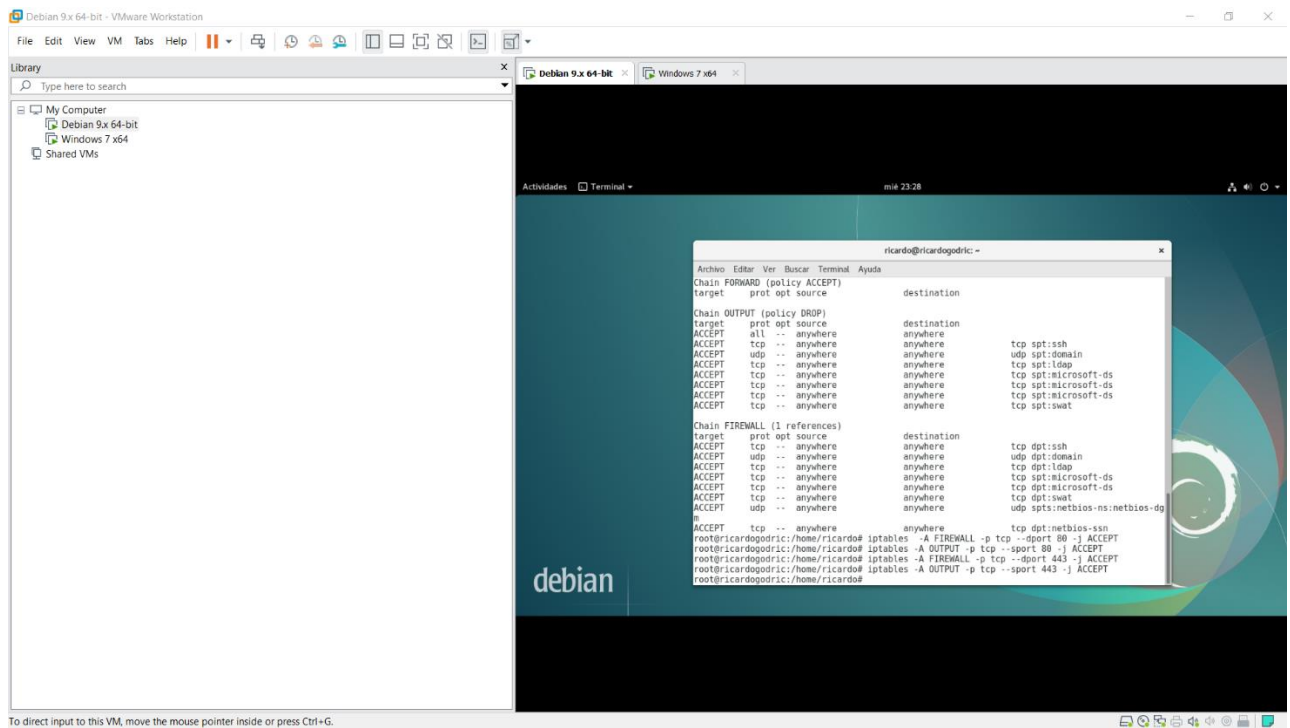 Debian 9.x 64-bit - VMware Workstation
File Edit View VM Tabs Help
Library
Type here to search
My Computer
Debian 9.x 64-bit
Windows 7 x64
Shared VMs
Debian 9.x 64-bit
Windows 7 x64
Actividades Terminal mié 23:28
ricardo@ricardogodric: ~
Archivo Editar Ver Buscar Terminal Ayuda
Chain FORWARD (policy ACCEPT)
target prot opt source destination
Chain OUTPUT (policy DROP)
target prot opt source destination
ACCEPT all -- anywhere anywhere
ACCEPT tcp -- anywhere anywhere tcp spt:ssh
ACCEPT udp -- anywhere anywhere udp spt:domain
ACCEPT tcp -- anywhere anywhere tcp spt:ldap
ACCEPT tcp -- anywhere anywhere tcp spt:microsoft-ds
ACCEPT tcp -- anywhere anywhere tcp spt:microsoft-ds
ACCEPT tcp -- anywhere anywhere tcp spt:microsoft-ds
ACCEPT tcp -- anywhere anywhere tcp spt:swat
Chain FIREWALL (1 references)
target prot opt source destination
ACCEPT tcp -- anywhere anywhere tcp dpt:ssh
ACCEPT udp -- anywhere anywhere udp dpt:domain
ACCEPT tcp -- anywhere anywhere tcp dpt:ldap
ACCEPT tcp -- anywhere anywhere tcp dpt:microsoft-ds
ACCEPT tcp -- anywhere anywhere tcp dpt:microsoft-ds
ACCEPT tcp -- anywhere anywhere tcp dpt:swat
ACCEPT udp -- anywhere anywhere udp spts:netbios-ns:netbios-dg
m
ACCEPT tcp -- anywhere anywhere tcp dpt:netbios-ssn
root@ricardogodric:/home/ricardo# iptables -A FIREWALL -p tcp --dport 80 -j ACCEPT
root@ricardogodric:/home/ricardo# iptables -A OUTPUT -p tcp --sport 80 -j ACCEPT
root@ricardogodric:/home/ricardo# iptables -A FIREWALL -p tcp --dport 443 -j ACCEPT
root@ricardogodric:/home/ricardo# iptables -A OUTPUT -p tcp --sport 443 -j ACCEPT
root@ricardogodric:/home/ricardo#
debian
To direct input to this VM, move the mouse pointer inside or press Ctrl+G.